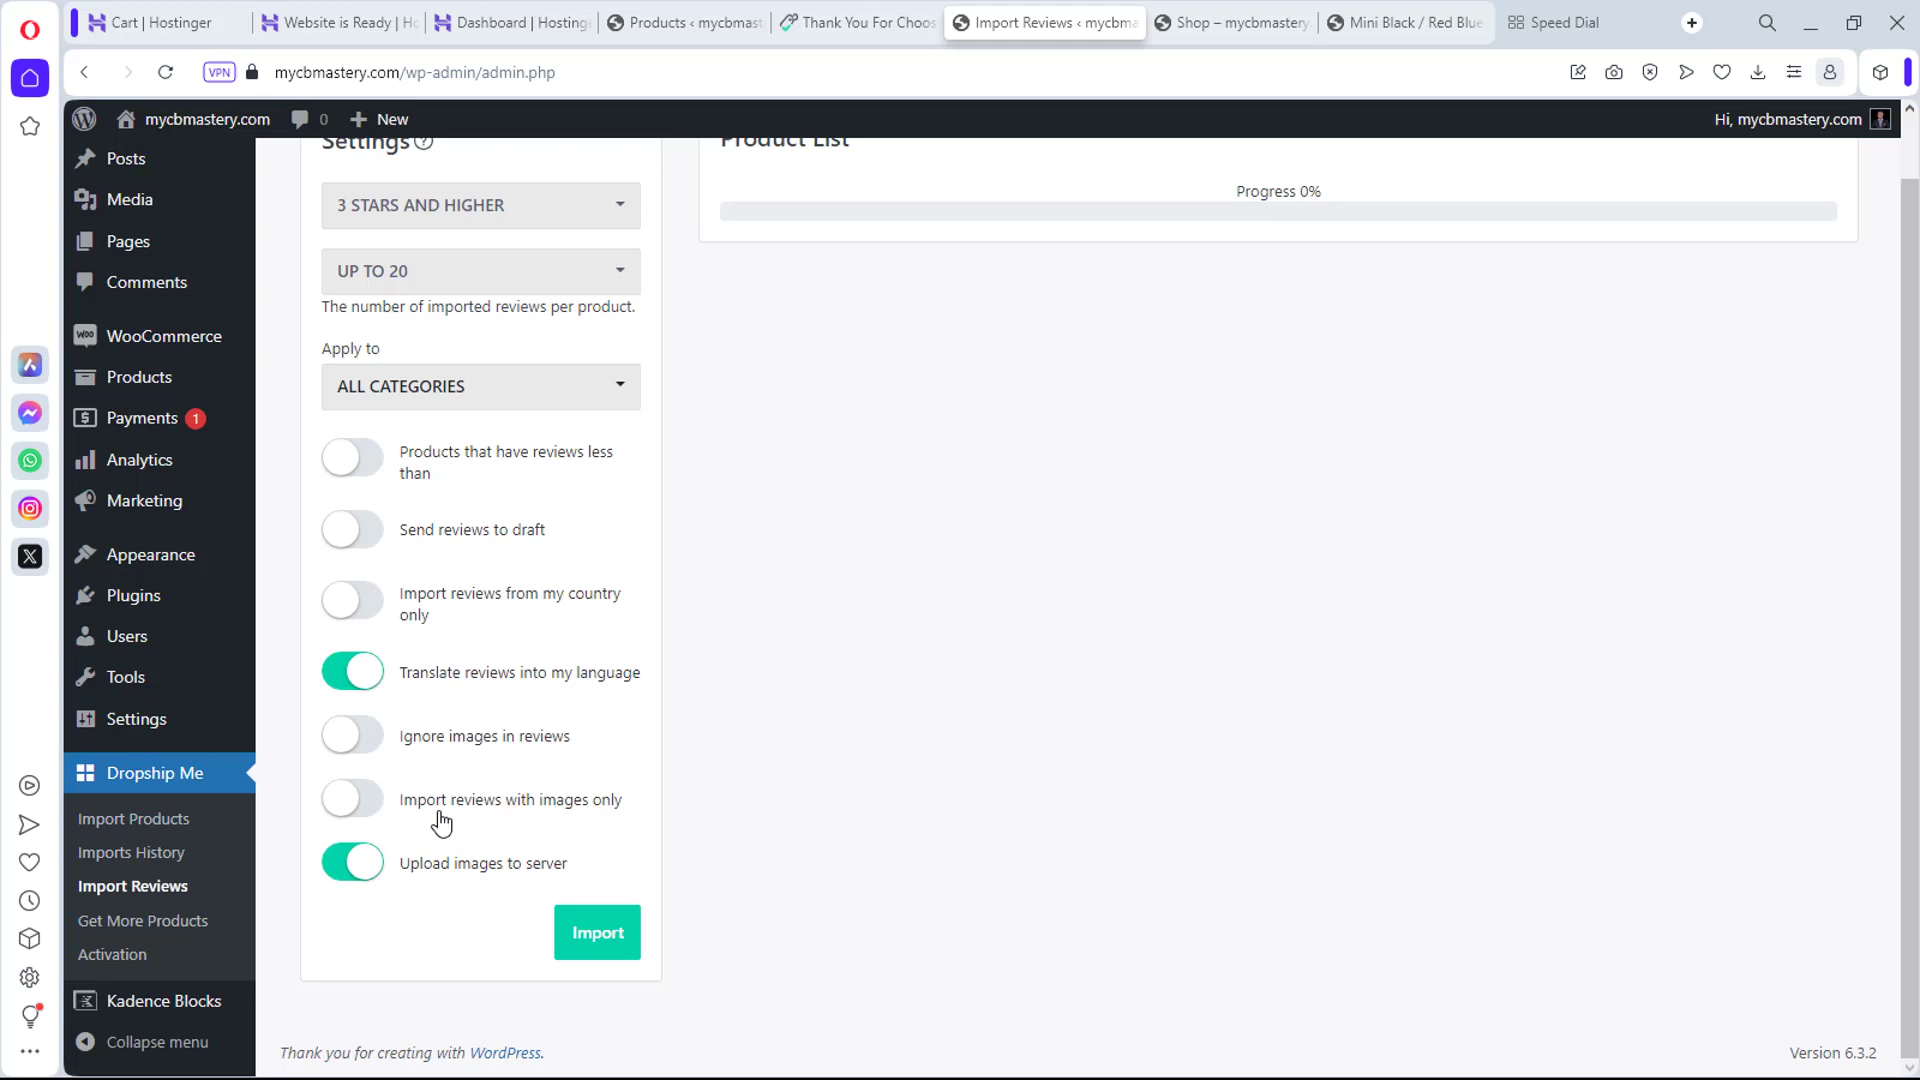 Cart | Hostinger
Website is Ready | Ho
Dashboard | Hosting
Products ‹ mycbmast
Thank You For Choos
Import Reviews ‹ mycbma
Shop – mycbmastery.
Mini Black / Red Blue
Speed Dial
VPN
mycbmastery.com/wp-admin/admin.php
mycbmastery.com
0
New
Hi, mycbmastery.com
Posts
Media
Pages
Comments
WooCommerce
Products
Payments 1
Analytics
Marketing
Appearance
Plugins
Users
Tools
Settings
Dropship Me
Import Products
Imports History
Import Reviews
Get More Products
Activation
Kadence Blocks
Collapse menu
Settings ?
3 STARS AND HIGHER
UP TO 20
The number of imported reviews per product.
Apply to
ALL CATEGORIES
Products that have reviews less
than
Send reviews to draft
Import reviews from my country
only
Translate reviews into my language
Ignore images in reviews
Import reviews with images only
Upload images to server
Import
Product List
Progress 0%
Thank you for creating with WordPress.
Version 6.3.2